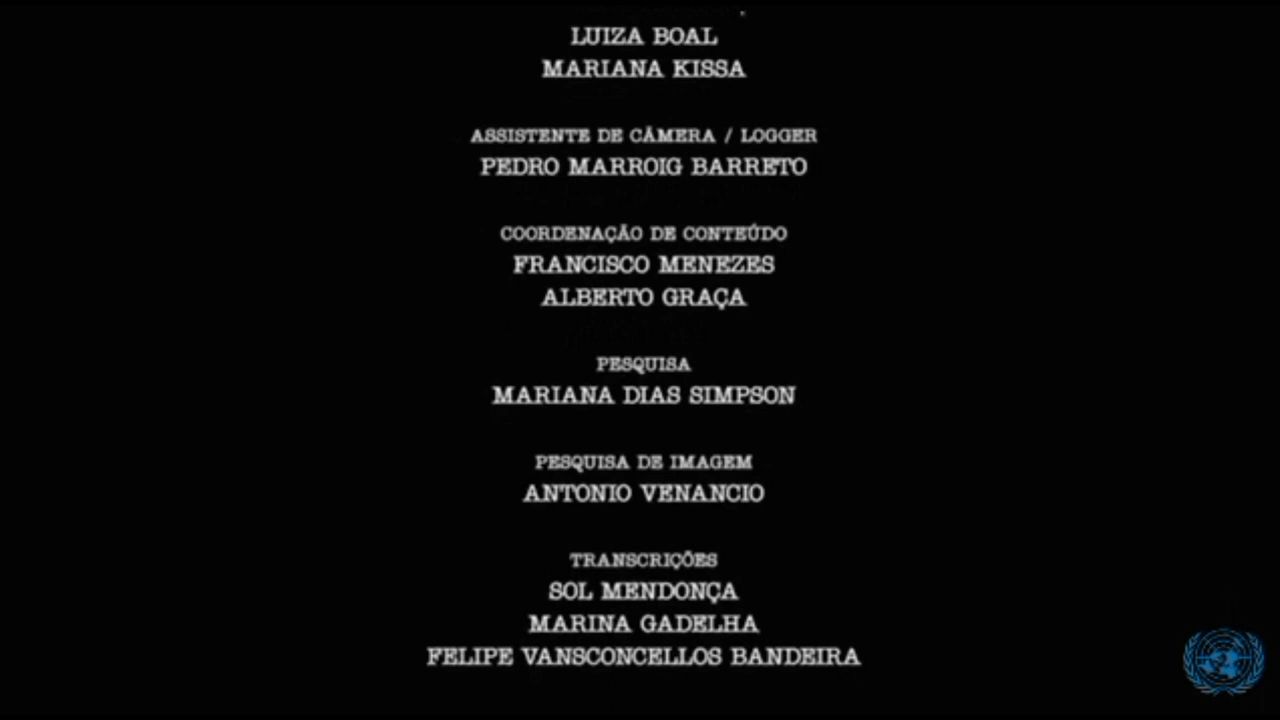 LUIZA BOAL
MARIANA KISSA
ASSISTENTE DE CÂMERA / LOGGER
PEDRO MARROIG BARRETO
COORDENAÇÃO DE CONTEÚDO
FRANCISCO MENEZES
ALBERTO GRAÇA
PESQUISA
MARIANA DIAS SIMPSON
PESQUISA DE IMAGEM
ANTONIO VENANCIO
TRANSCRIÇÕES
SOL MENDONÇA
MARINA GADELHA
FELIPE VANSCONCELLOS BANDEIRA